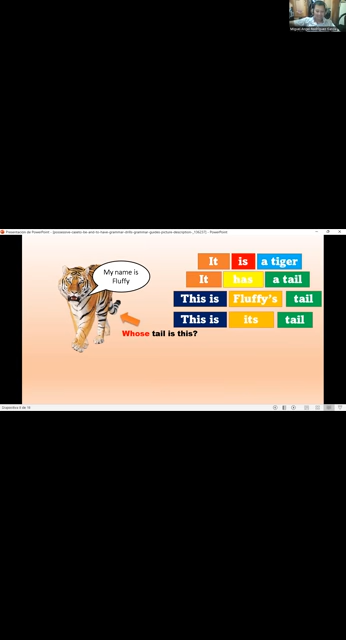 My name is
Fluffy
It is a tiger
It has a tail
This is Fluffy's tail
This is its tail
Whose tail is this?